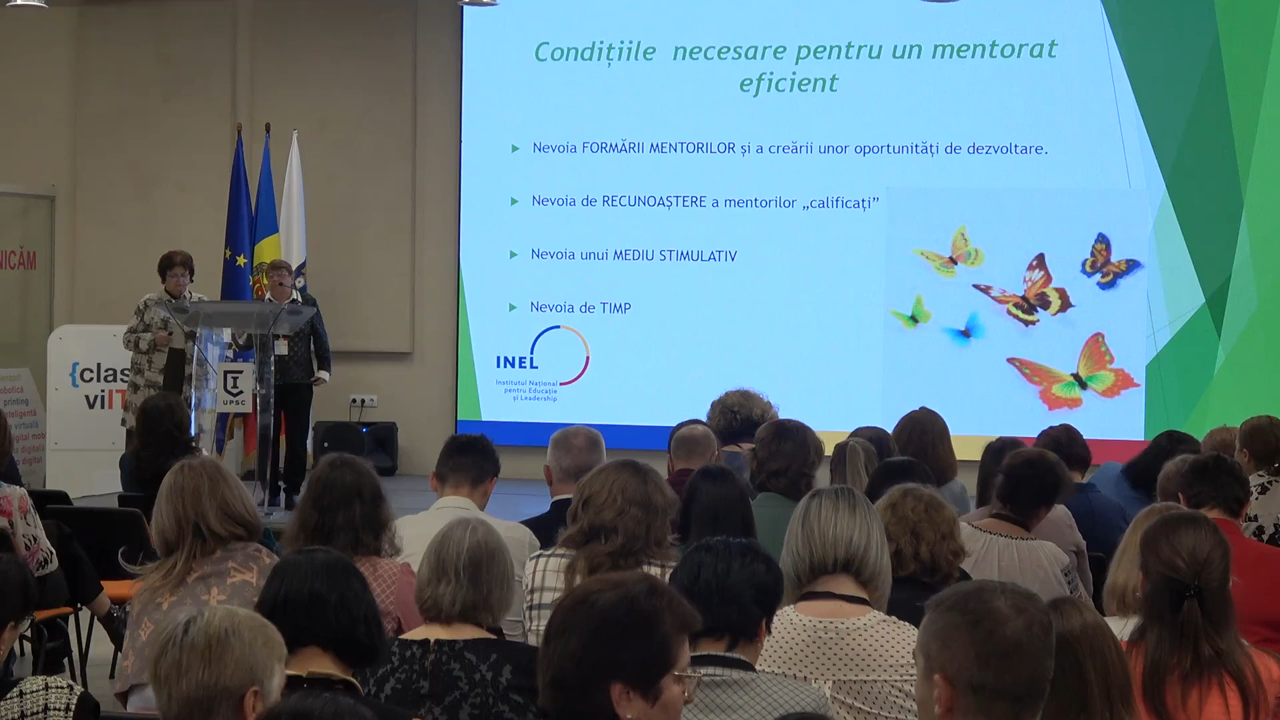 Condițiile necesare pentru un mentorat
eficient
Nevoia FORMĂRII MENTORILOR și a creării unor oportunități de dezvoltare.
Nevoia de RECUNOAȘTERE a mentorilor „calificați”
Nevoia unui MEDIU STIMULATIV
Nevoia de TIMP
INEL
Institutul Național
pentru Educație
și Leadership
NICĂM
{clas
viIT
UPSC
printing